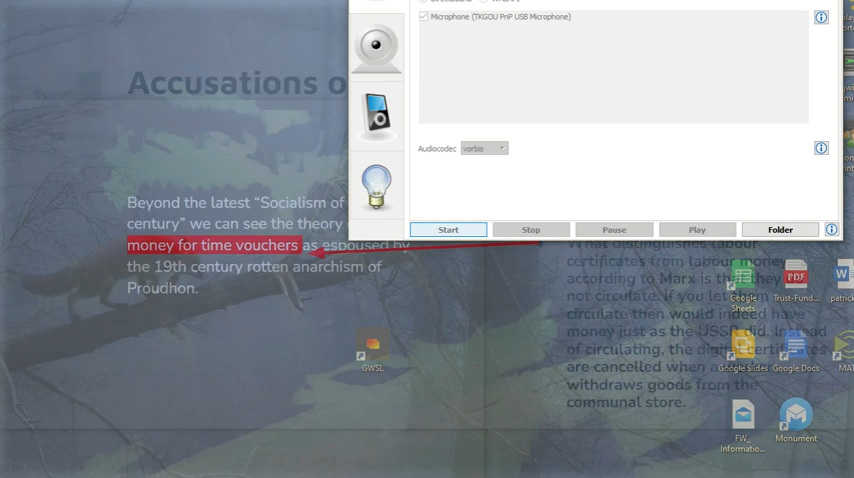 Microphone (TKGOU PnP USB Microphone)
Accusations o
Audiocodec
vorbis
Beyond the latest “Socialism of
century” we can see the theory
money for time vouchers as espoused by
the 19th century rotten anarchism of
Proudhon.
Start
Stop
Pause
Play
Folder
What distinguishes labour
certificates from labour money
according to Marx is that they
not circulate. If you let them
circulate then would indeed have
money just as the USSR did. Instead
of circulating, the digital certificates
are cancelled when a
withdraws goods from the
communal store.
Google
Sheets
Trust-Fund...
patrick
GWSL
Google Slides
Google Docs
MAT
FW_
Informatio...
Monument
PDF